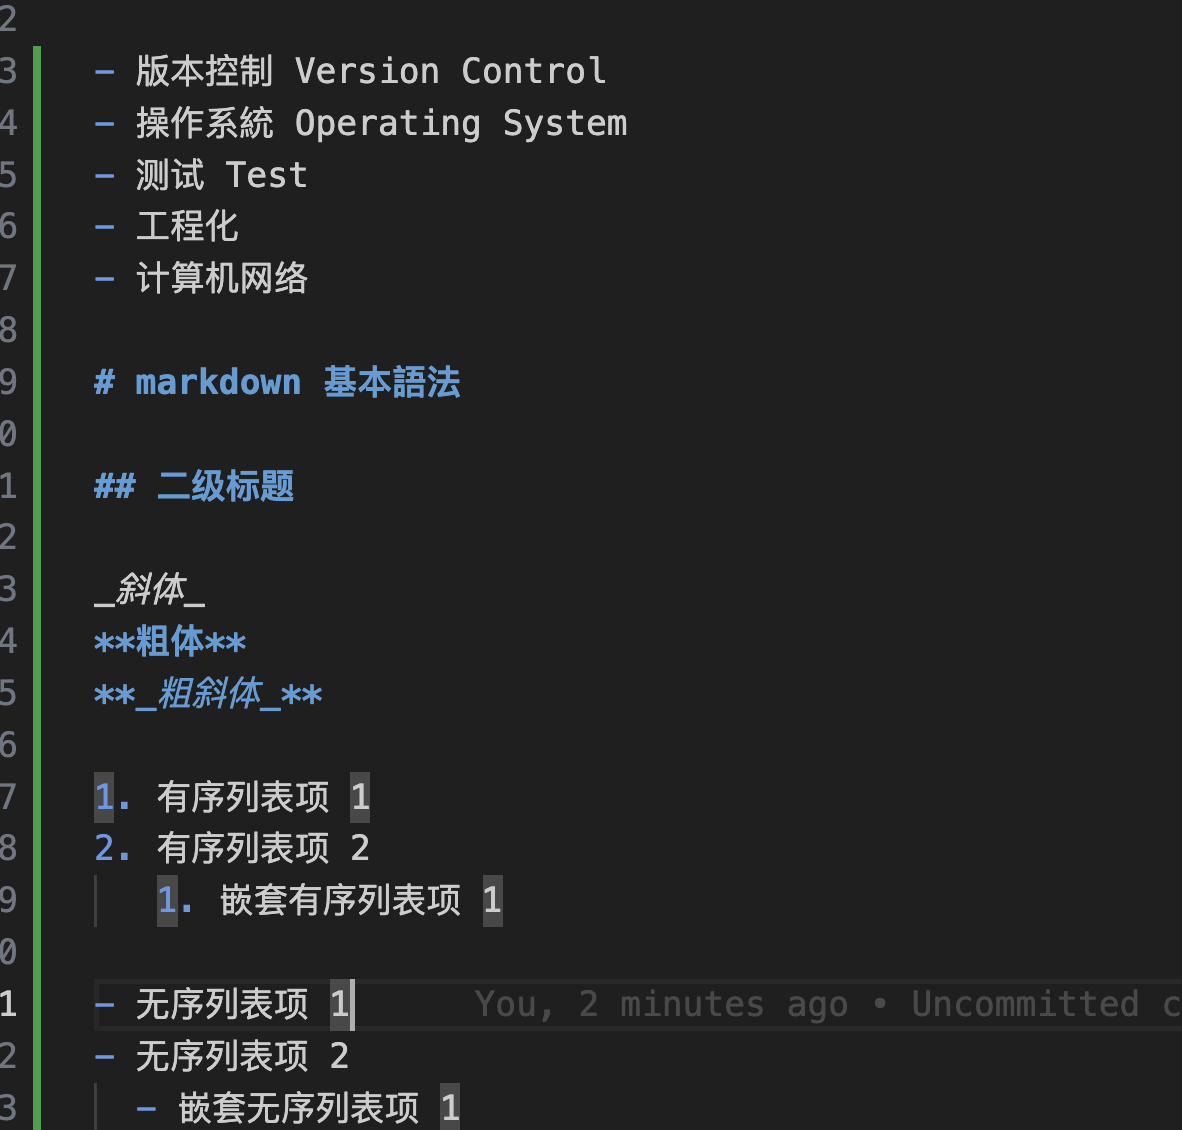 2
3 - 版本控制 Version Control
4 - 操作系統 Operating System
5 - 测试 Test
6 - 工程化
7 - 计算机网络
8
9 # markdown 基本語法
0
1 ## 二级标题
2
3 _斜体_
4 **粗体**
5 **_粗斜体_**
6
7 1. 有序列表项 1
8 2. 有序列表项 2
9 1. 嵌套有序列表项 1
0
1 - 无序列表项 1 You, 2 minutes ago • Uncommitted c
2 - 无序列表项 2
3 - 嵌套无序列表项 1